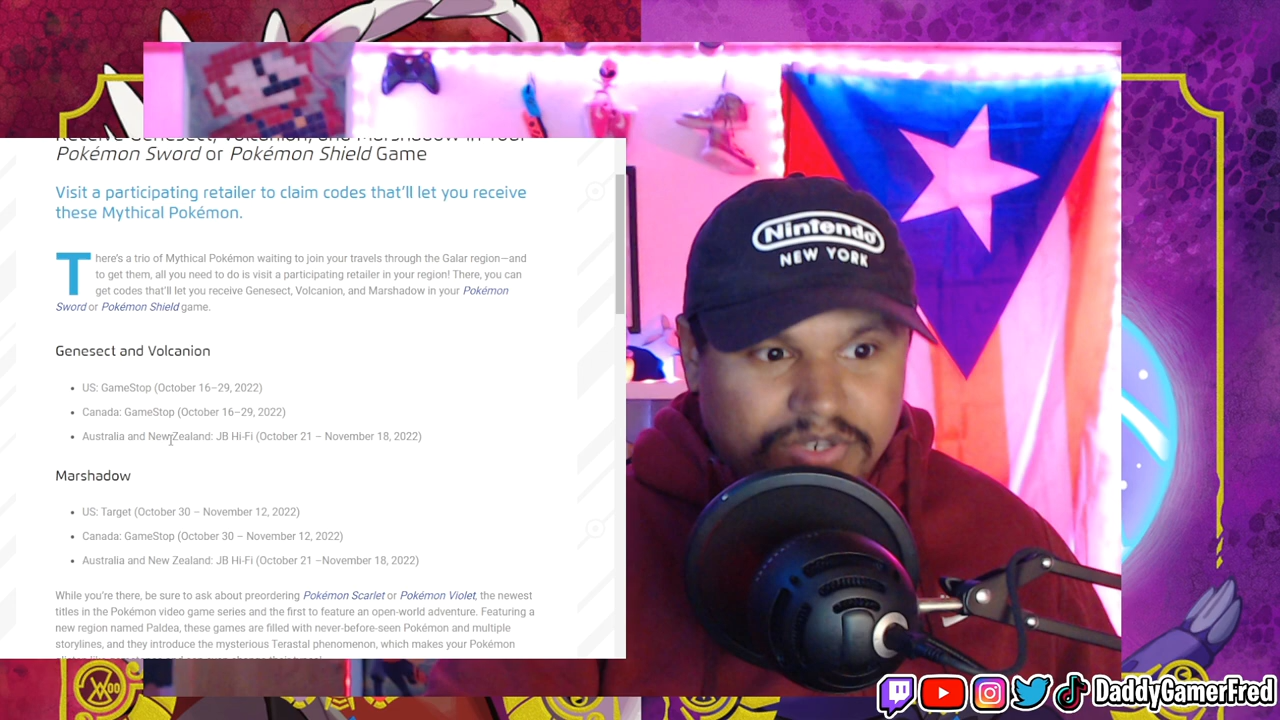 Receive Genesect, Volcanion, and Marshadow in Your
Pokémon Sword or Pokémon Shield Game
Visit a participating retailer to claim codes that'll let you receive
these Mythical Pokémon.
There's a trio of Mythical Pokémon waiting to join your travels through the Galar region—and
to get them, all you need to do is visit a participating retailer in your region! There, you can
get codes that'll let you receive Genesect, Volcanion, and Marshadow in your Pokémon
Sword or Pokémon Shield game.
Genesect and Volcanion
• US: GameStop (October 16–29, 2022)
• Canada: GameStop (October 16–29, 2022)
• Australia and New Zealand: JB Hi-Fi (October 21 – November 18, 2022)
Marshadow
• US: Target (October 30 – November 12, 2022)
• Canada: GameStop (October 30 – November 12, 2022)
• Australia and New Zealand: JB Hi-Fi (October 21 –November 18, 2022)
While you're there, be sure to ask about preordering Pokémon Scarlet or Pokémon Violet, the newest
titles in the Pokémon video game series and the first to feature an open-world adventure. Featuring a
new region named Paldea, these games are filled with never-before-seen Pokémon and multiple
storylines, and they introduce the mysterious Terastal phenomenon, which makes your Pokémon
Nintendo
NEW YORK
DaddyGamerFred